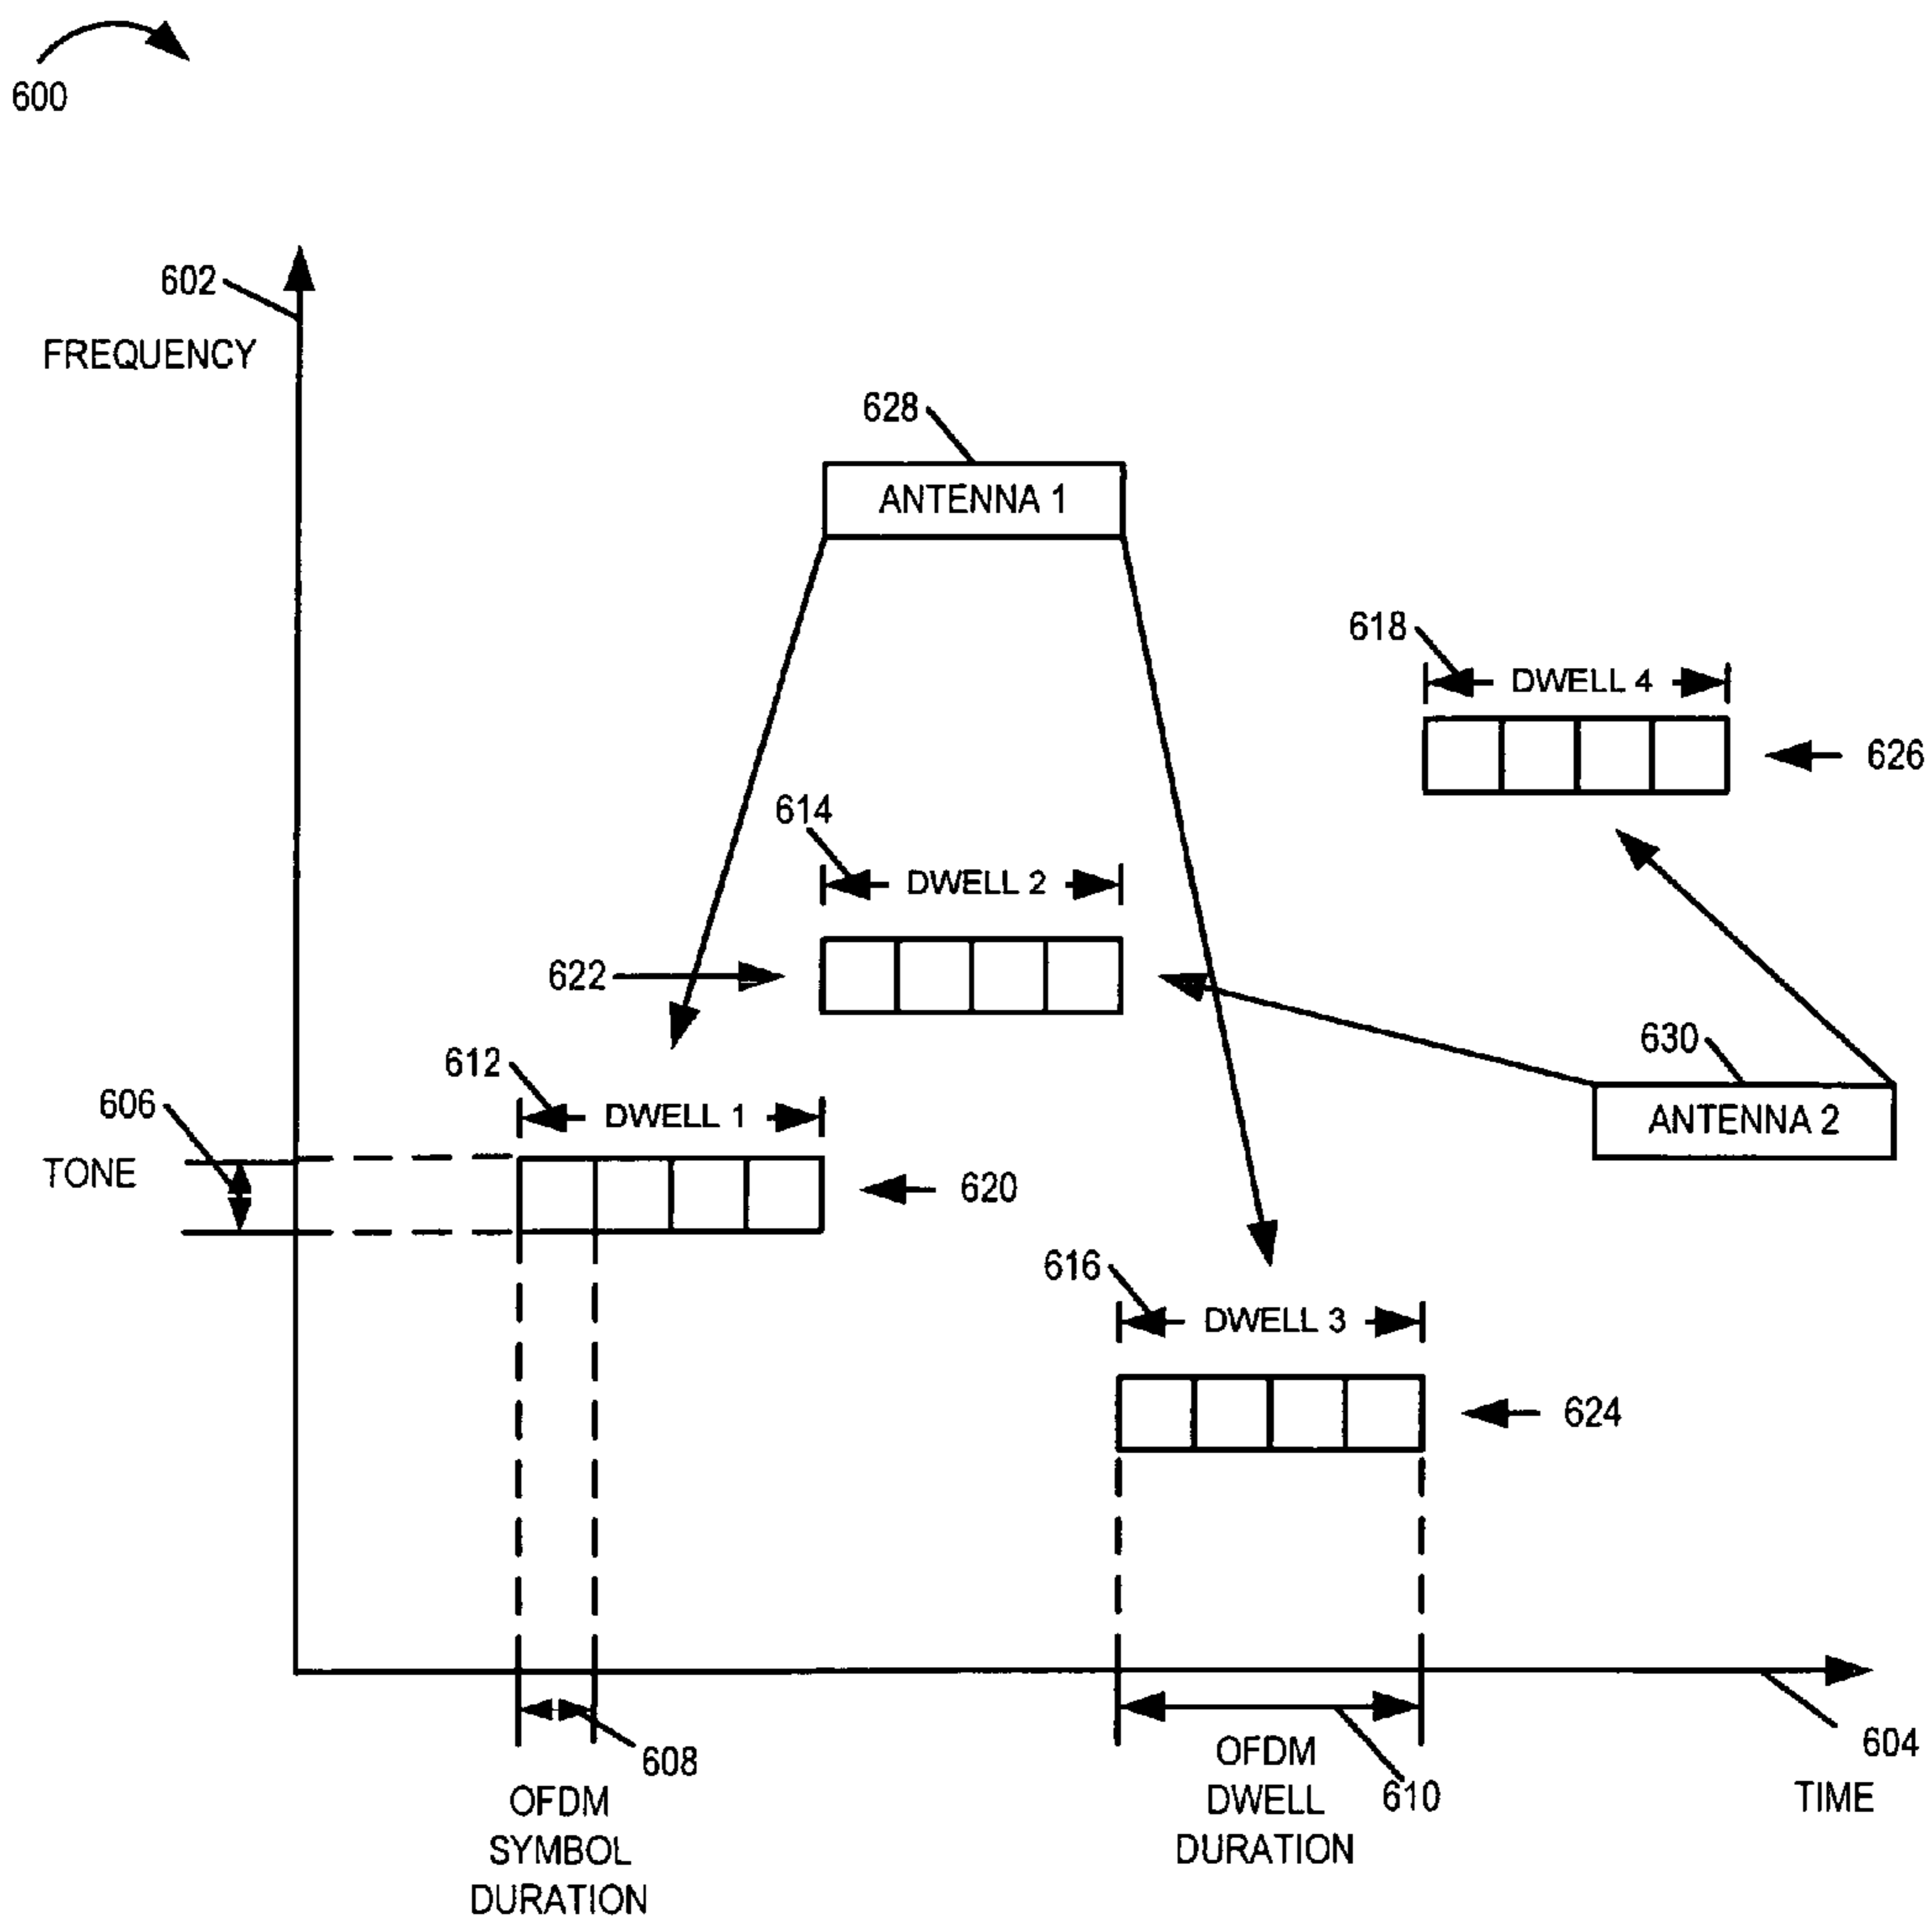 600
602
FREQUENCY
628
ANTENNA 1
618
DWELL 4
626
614
DWELL 2
622
630
ANTENNA 2
612
DWELL 1
606
TONE
620
616
DWELL 3
624
608
OFDM
SYMBOL
DURATION
OFDM
DWELL
DURATION
610
604
TIME